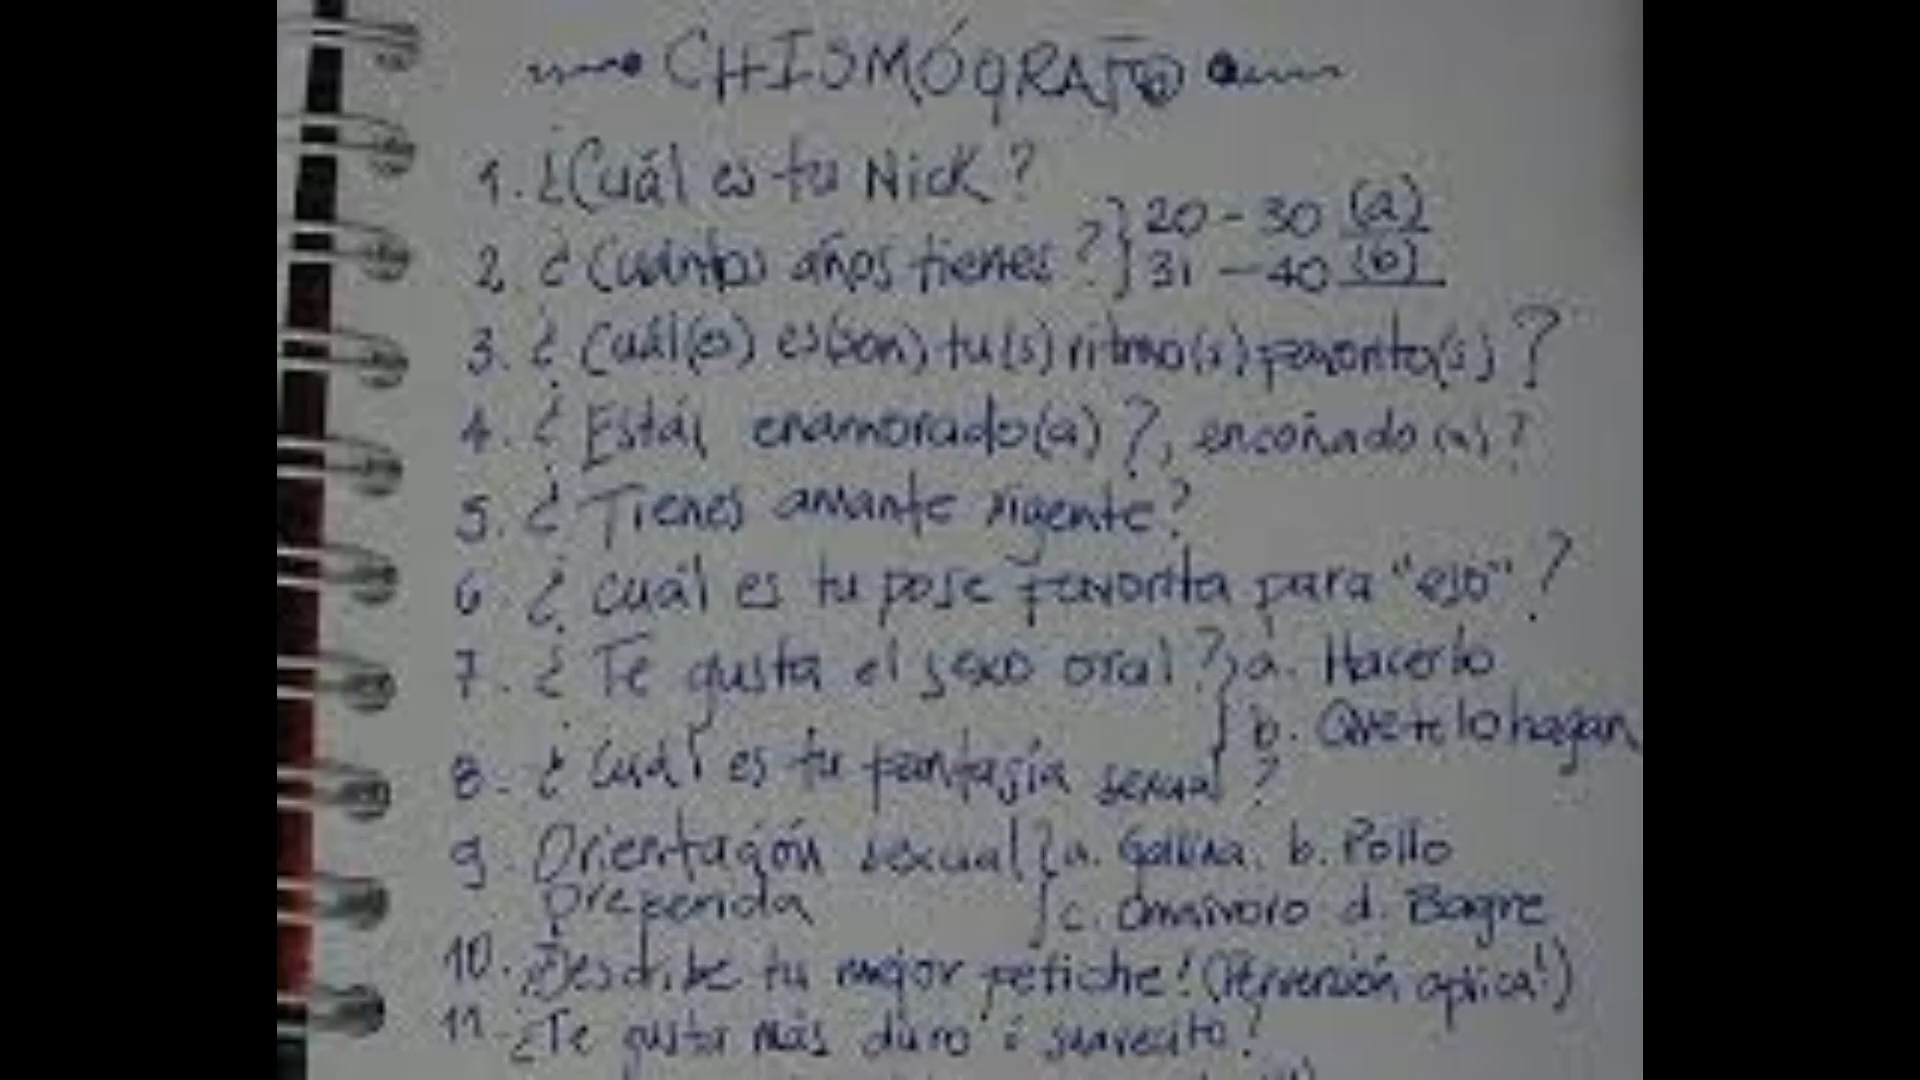 CHISMÓGRAFO
1. ¿Cuál es tu Nick?
2. ¿Cuántos años tienes? } 20 - 30 (a)
31 - 40 (b)
3. ¿Cuál(es) es(son) tu(s) ritmo(s) favorito(s)?
4. ¿Estás enamorado(a)?, encoñado(a)?
5. ¿Tienes amante vigente?
6. ¿Cuál es tu pose favorita para "eso"?
7. ¿Te gusta el sexo oral? } a. Hacerlo
b. Que te lo hagan
8. ¿Cuál es tu fantasía sexual?
9. Orientación sexual } a. Gallina. b. Pollo
preferida } c. Omnívoro d. Bagre
10. Describe tu mejor fetiche! (Perversión aplica!)
11. ¿Te gusta más duro ó suavecito?